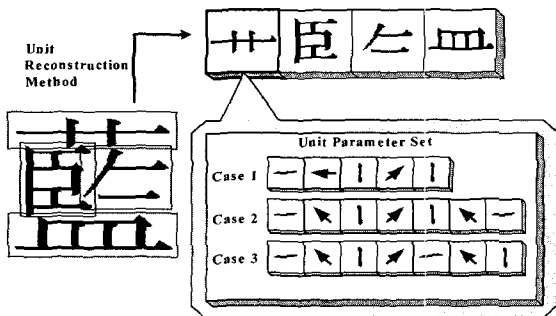 Unit
Reconstruction
Method
艹 臣 皿
藍
Unit Parameter Set
Case 1
Case 2
Case 3